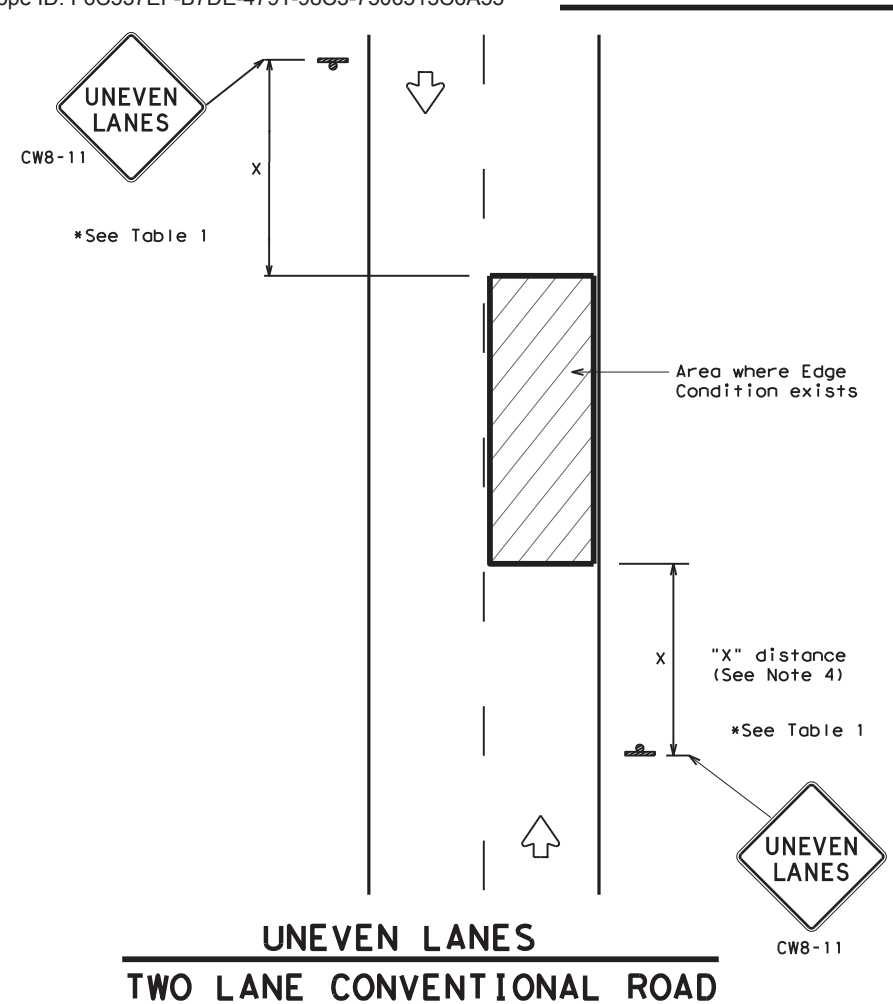 UNEVEN
LANES
CW8-11
X
*See Table 1
Area where Edge
Condition exists
X
"X" distance
(See Note 4)
*See Table 1
UNEVEN
LANES
CW8-11
UNEVEN LANES
TWO LANE CONVENTIONAL ROAD